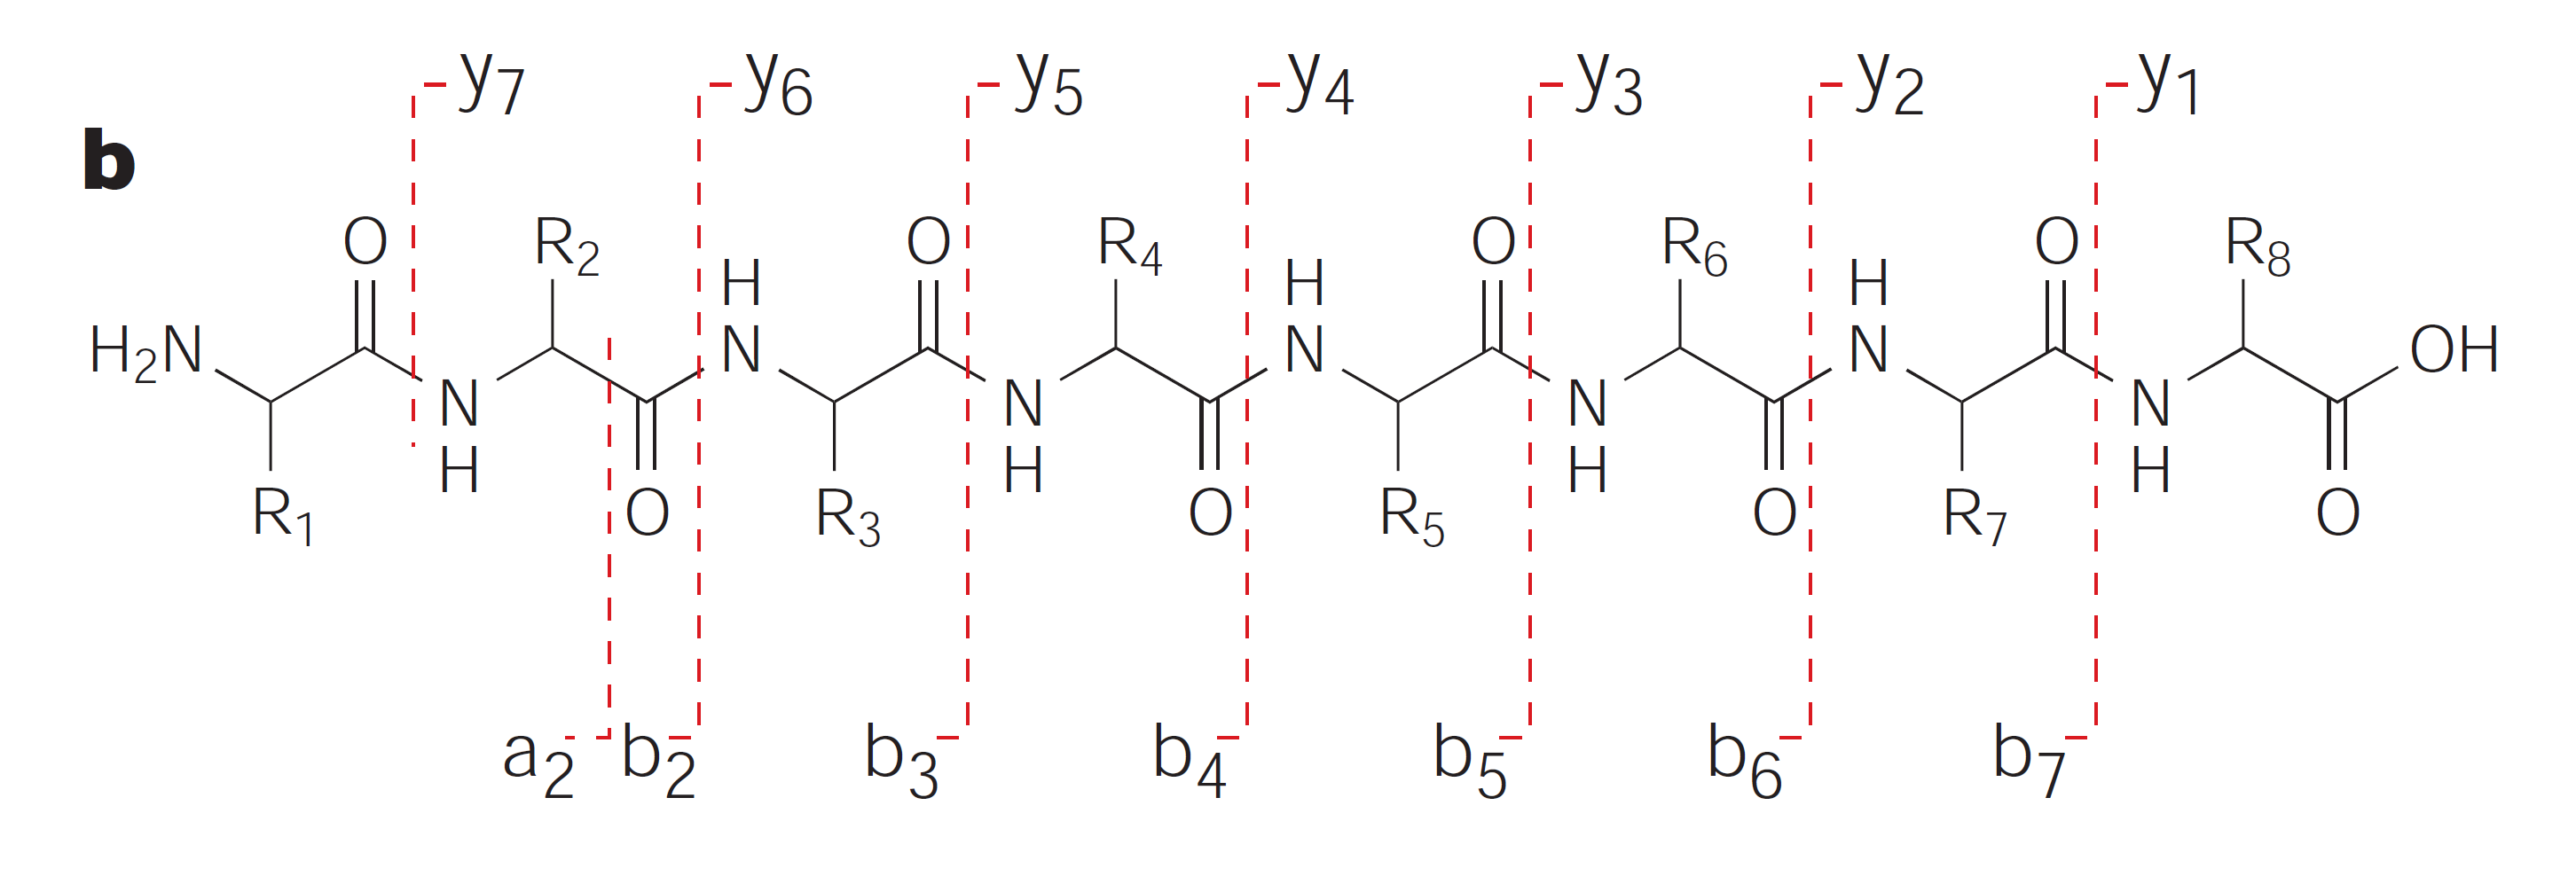 y7 y6 y5 y4 y3 y2 y1
b
O R2 H O R4 H O R6 H O R8
H2N N N N OH
N N N N
H H H H
R1 O R3 O R5 O R7 O
a2 b2 b3 b4 b5 b6 b7